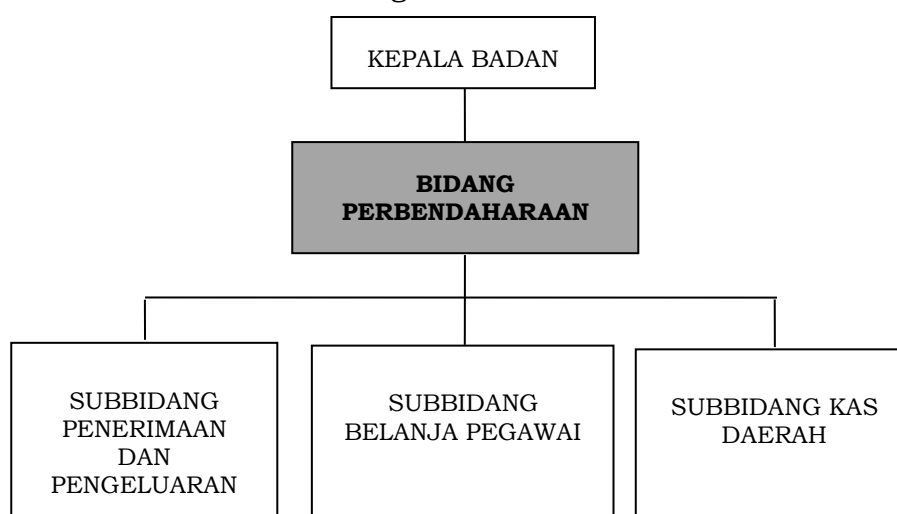 KEPALA BADAN
BIDANG
PERBENDAHARAAN
SUBBIDANG
PENERIMAAN
DAN
PENGELUARAN
SUBBIDANG
BELANJA PEGAWAI
SUBBIDANG KAS
DAERAH